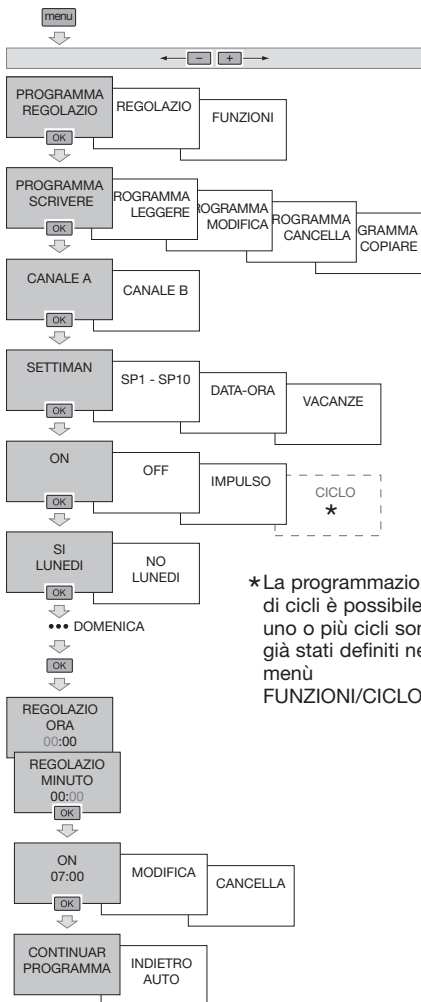 menu
− +
PROGRAMMA
REGOLAZIO
OK
REGOLAZIO
FUNZIONI
PROGRAMMA
SCRIVERE
OK
ROGRAMMA
LEGGERE
ROGRAMMA
MODIFICA
ROGRAMMA
CANCELLA
GRAMMA
COPIARE
CANALE A
OK
CANALE B
SETTIMAN
OK
SP1 - SP10
DATA-ORA
VACANZE
ON
OK
OFF
IMPULSO
CICLO
*
SI
LUNEDI
OK
NO
LUNEDI
••• DOMENICA
OK
*La programmazio
di cicli è possibile
uno o più cicli sor
già stati definiti ne
menù
FUNZIONI/CICLO
REGOLAZIO
ORA
00:00
REGOLAZIO
MINUTO
00:00
OK
ON
07:00
OK
MODIFICA
CANCELLA
CONTINUAR
PROGRAMMA
INDIETRO
AUTO